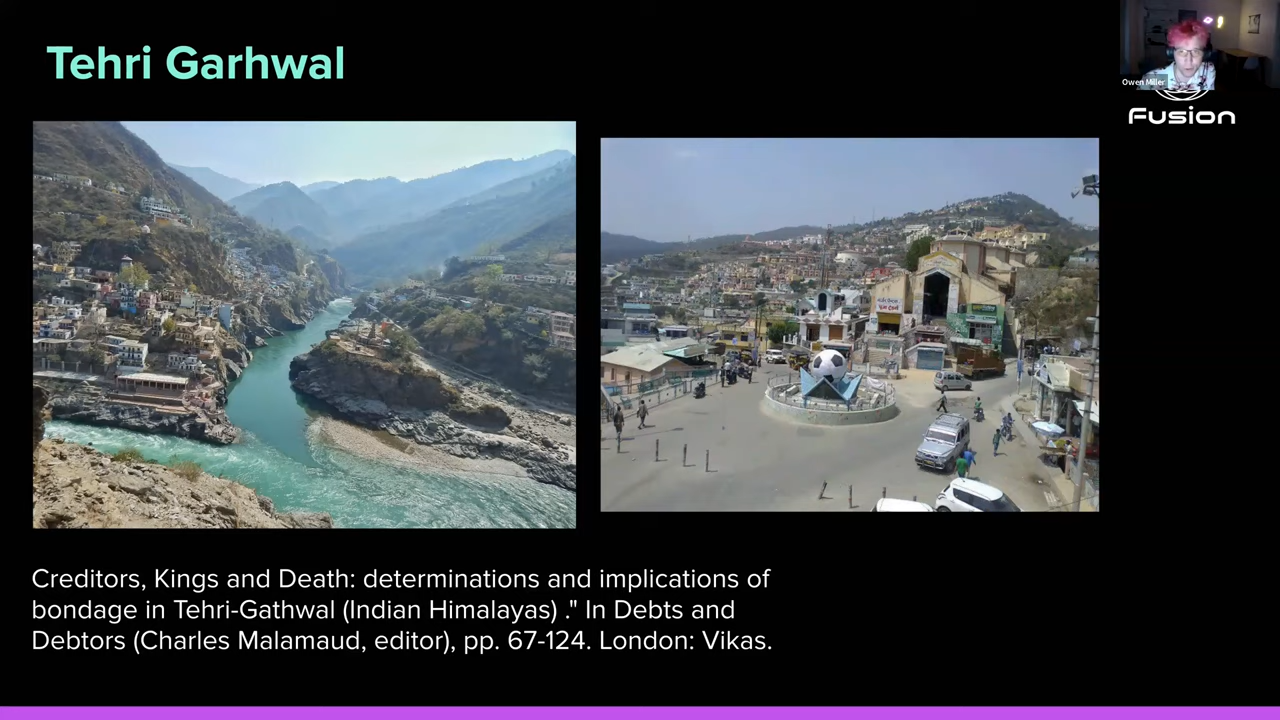 Tehri Garhwal
Owen Miller
Fusion
Creditors, Kings and Death: determinations and implications of
bondage in Tehri-Gathwal (Indian Himalayas) ." In Debts and
Debtors (Charles Malamaud, editor), pp. 67-124. London: Vikas.